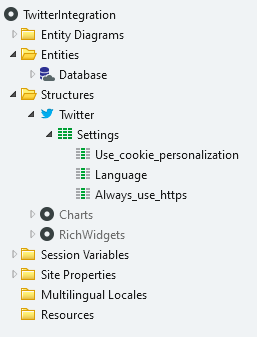 TwitterIntegration
Entity Diagrams
Entities
Database
Structures
Twitter
Settings
Use_cookie_personalization
Language
Always_use_https
Charts
RichWidgets
Session Variables
Site Properties
Multilingual Locales
Resources